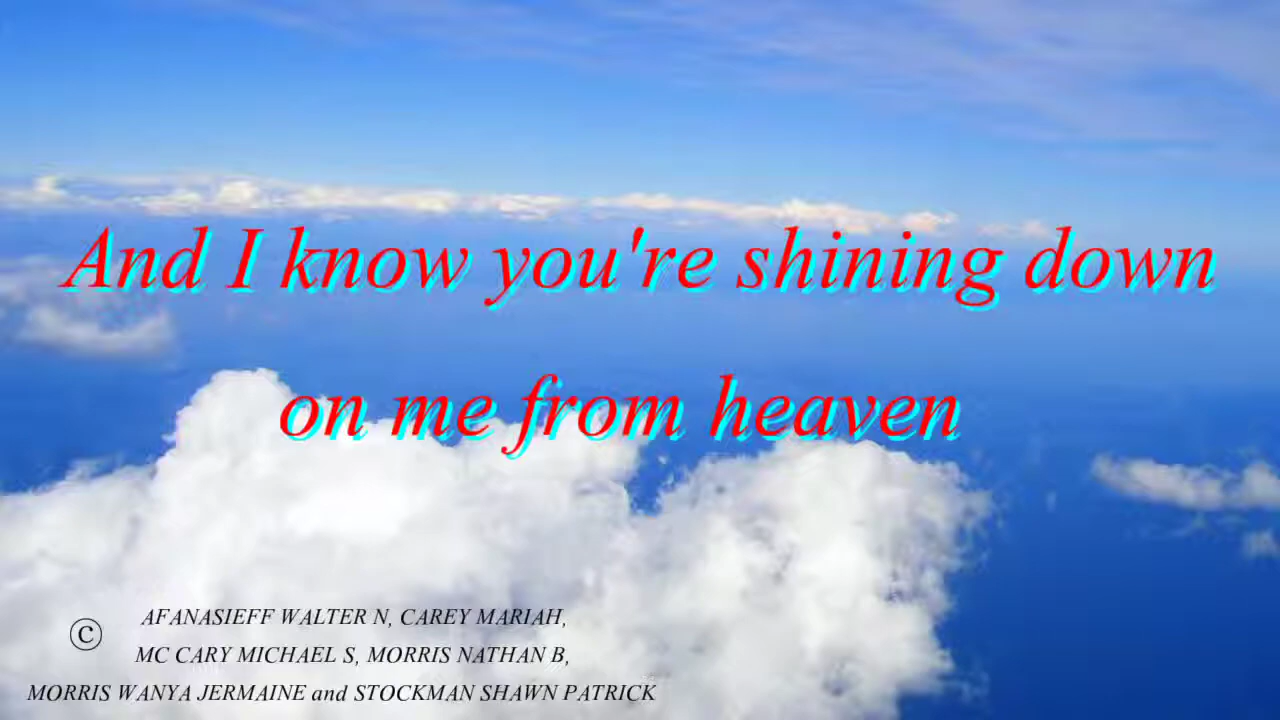 And I know you're shining down
on me from heaven
© AFANASIEFF WALTER N, CAREY MARIAH,
MC CARY MICHAEL S, MORRIS NATHAN B,
MORRIS WANYA JERMAINE and STOCKMAN SHAWN PATRICK